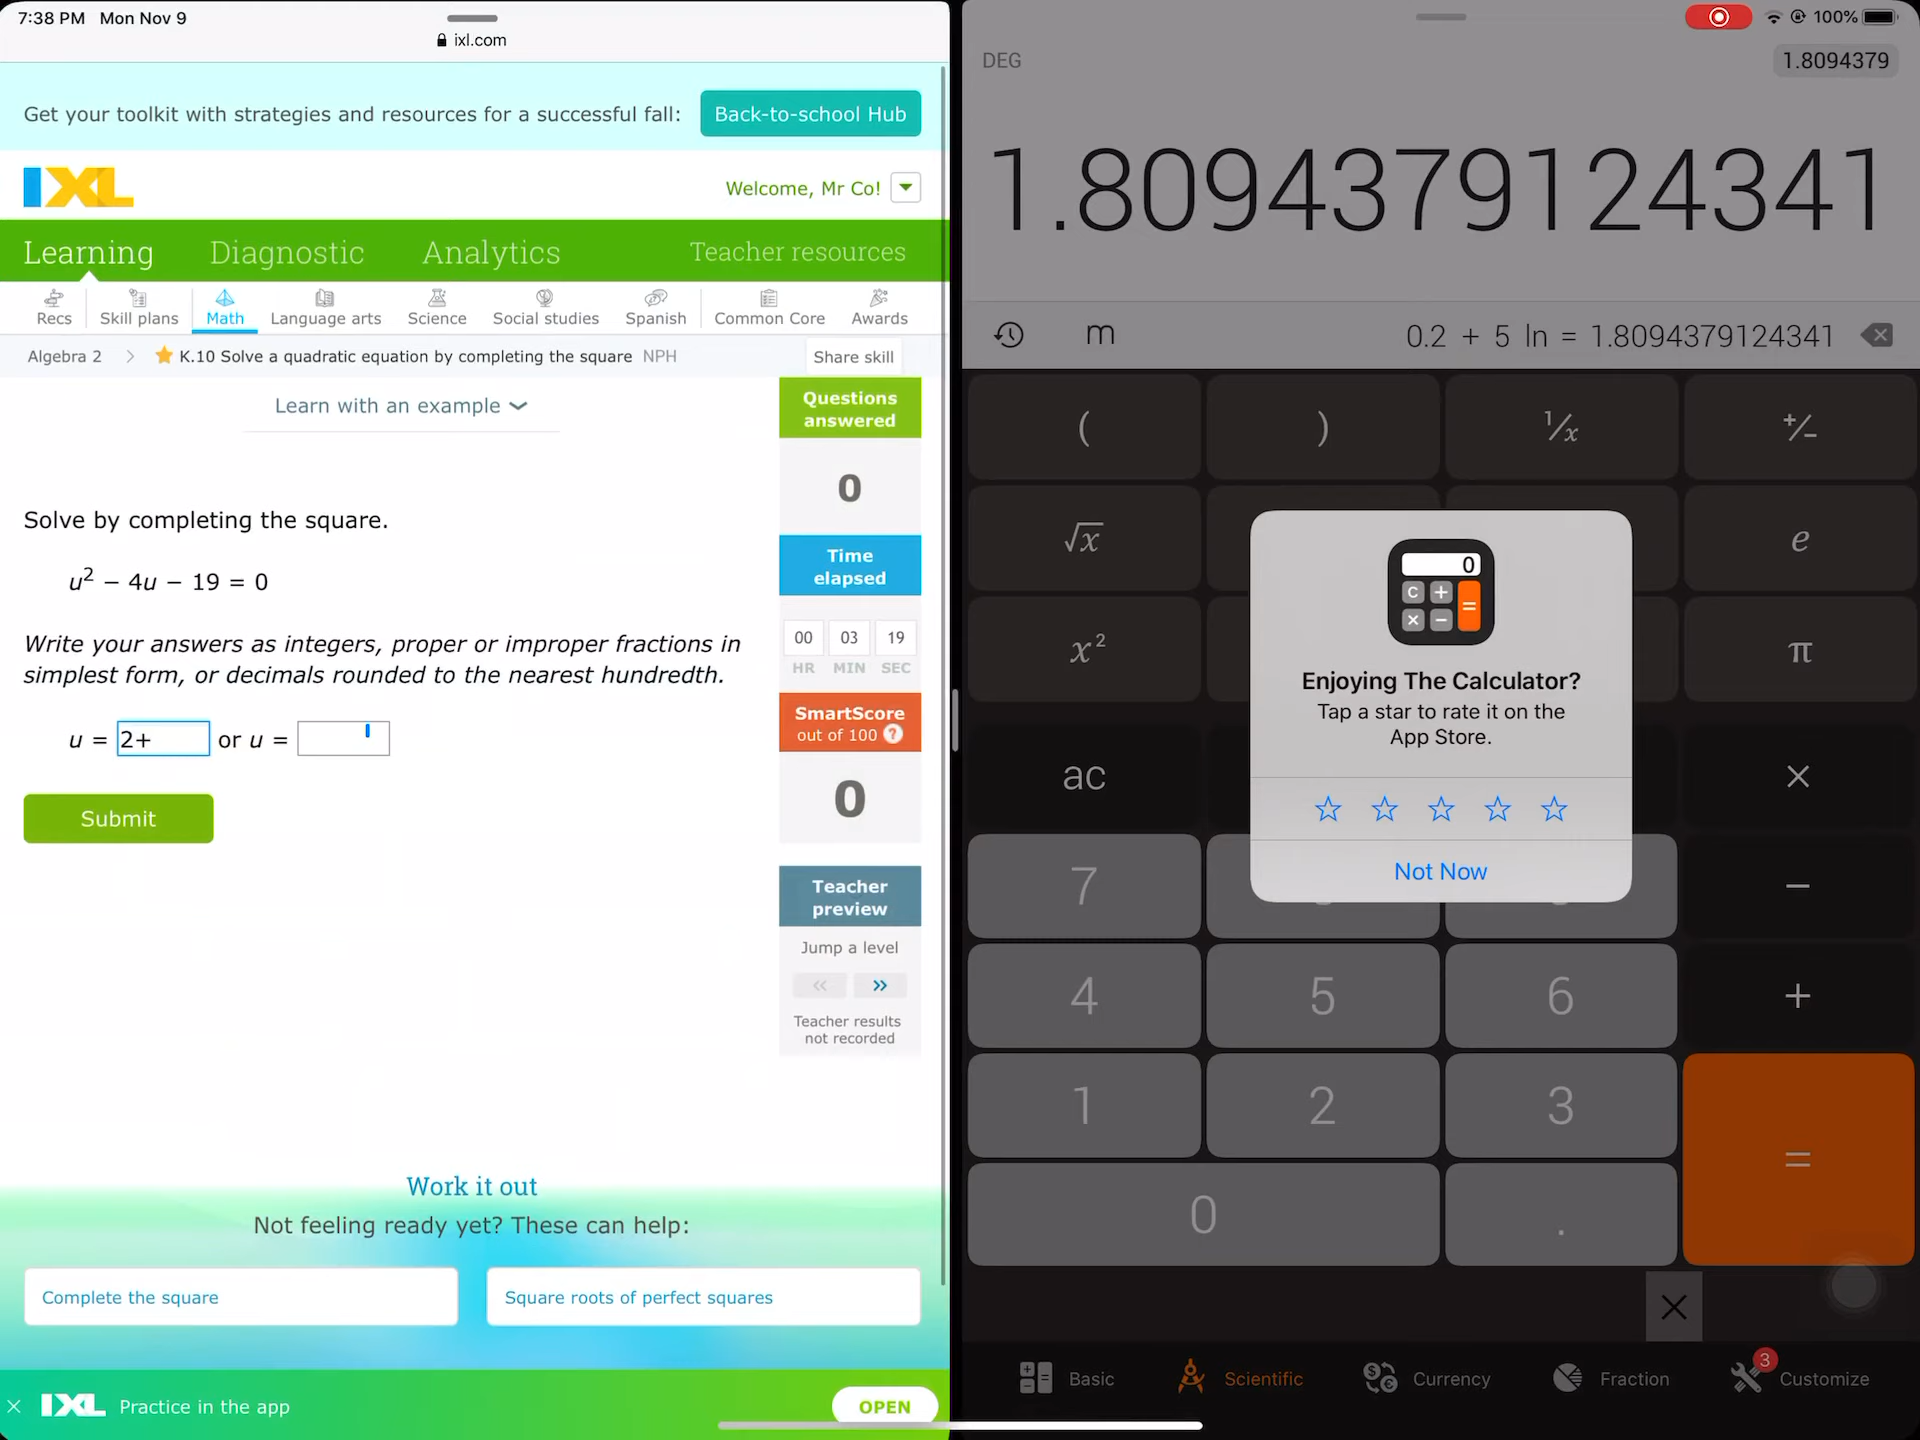 7:38 PM Mon Nov 9
ixl.com
Get your toolkit with strategies and resources for a successful fall: Back-to-school Hub
IXL
Welcome, Mr Co!
Learning Diagnostic Analytics Teacher resources
Recs Skill plans Math Language arts Science Social studies Spanish Common Core Awards
Algebra 2 > K.10 Solve a quadratic equation by completing the square NPH
Share skill
Learn with an example
Questions answered
0
Time elapsed
00 03 19
HR MIN SEC
SmartScore
out of 100 ?
0
Teacher preview
Jump a level
<< >>
Teacher results
not recorded
Solve by completing the square.
u² − 4u − 19 = 0
Write your answers as integers, proper or improper fractions in
simplest form, or decimals rounded to the nearest hundredth.
u = 2+ or u =
Submit
Work it out
Not feeling ready yet? These can help:
Complete the square
Square roots of perfect squares
× IXL Practice in the app OPEN
100%
DEG
1.8094379
1.8094379124341
m
0.2 + 5 ln = 1.8094379124341
( ) 1/x +/−
√x e
x² π
ac ×
7 −
4 5 6 +
1 2 3 =
0 .
0
C +
× − =
Enjoying The Calculator?
Tap a star to rate it on the
App Store.
Not Now
Basic Scientific Currency Fraction Customize
3